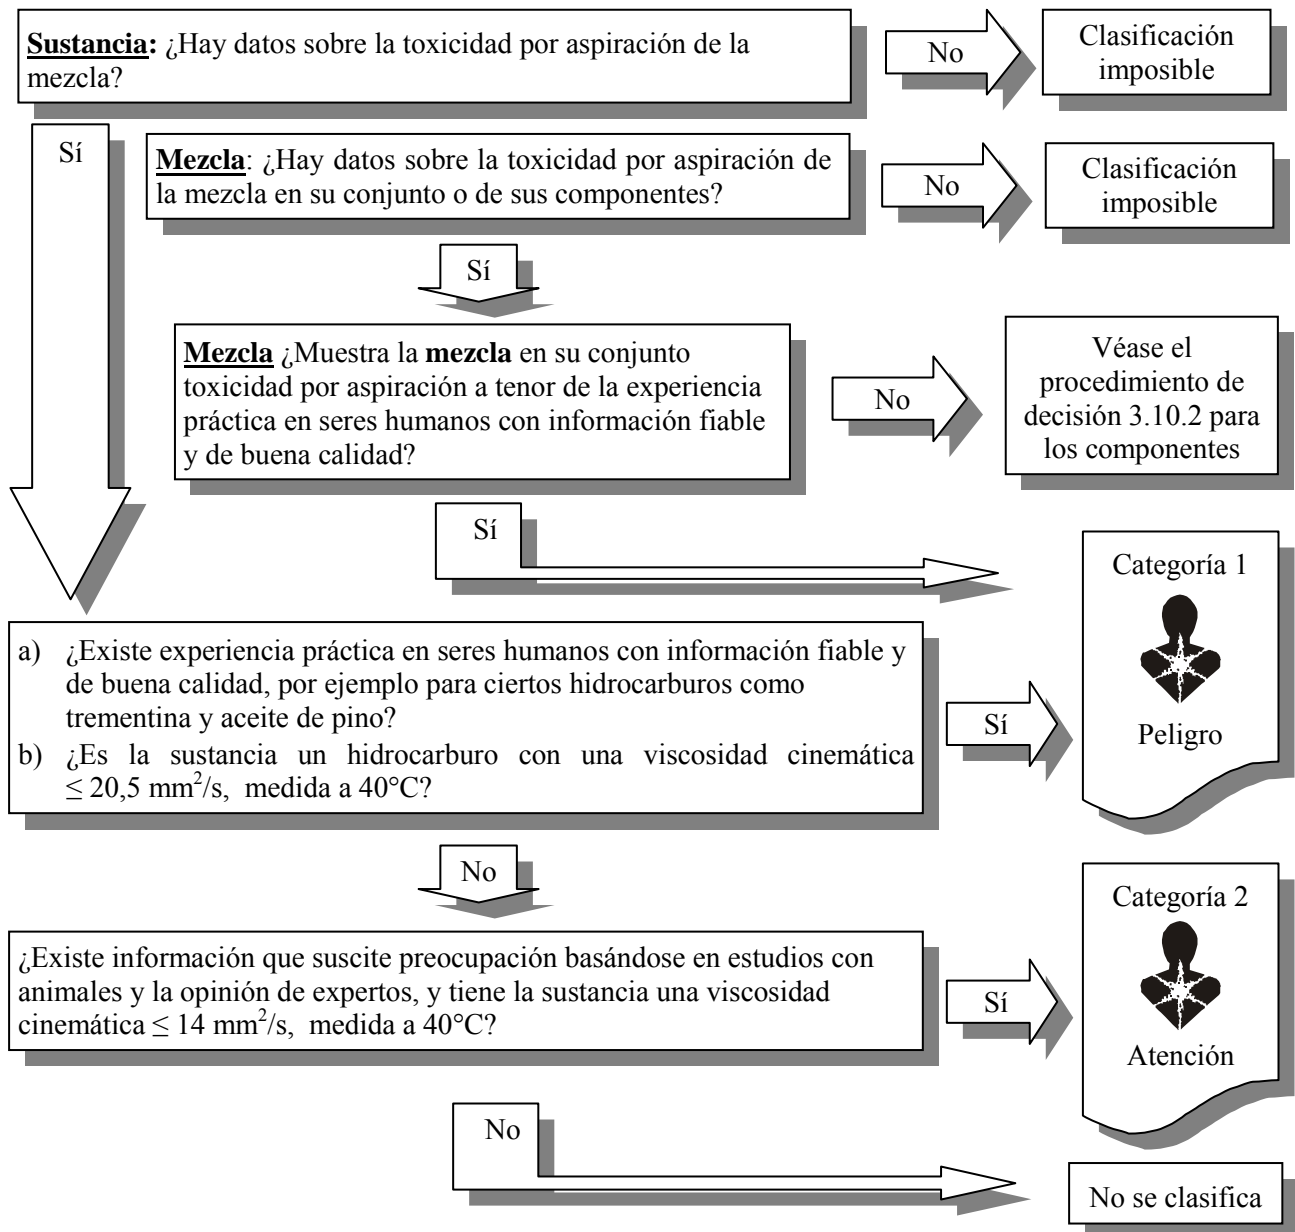 Sustancia: ¿Hay datos sobre la toxicidad por aspiración de la
mezcla?
No
Clasificación
imposible
Sí
Mezcla: ¿Hay datos sobre la toxicidad por aspiración de
la mezcla en su conjunto o de sus componentes?
No
Clasificación
imposible
Sí
Mezcla ¿Muestra la mezcla en su conjunto
toxicidad por aspiración a tenor de la experiencia
práctica en seres humanos con información fiable
y de buena calidad?
No
Véase el
procedimiento de
decisión 3.10.2 para
los componentes
Sí
Categoría 1
Peligro
a) ¿Existe experiencia práctica en seres humanos con información fiable y
de buena calidad, por ejemplo para ciertos hidrocarburos como
trementina y aceite de pino?
b) ¿Es la sustancia un hidrocarburo con una viscosidad cinemática
≤ 20,5 mm²/s, medida a 40°C?
Sí
No
Categoría 2
Atención
¿Existe información que suscite preocupación basándose en estudios con
animales y la opinión de expertos, y tiene la sustancia una viscosidad
cinemática ≤ 14 mm²/s, medida a 40°C?
Sí
No
No se clasifica